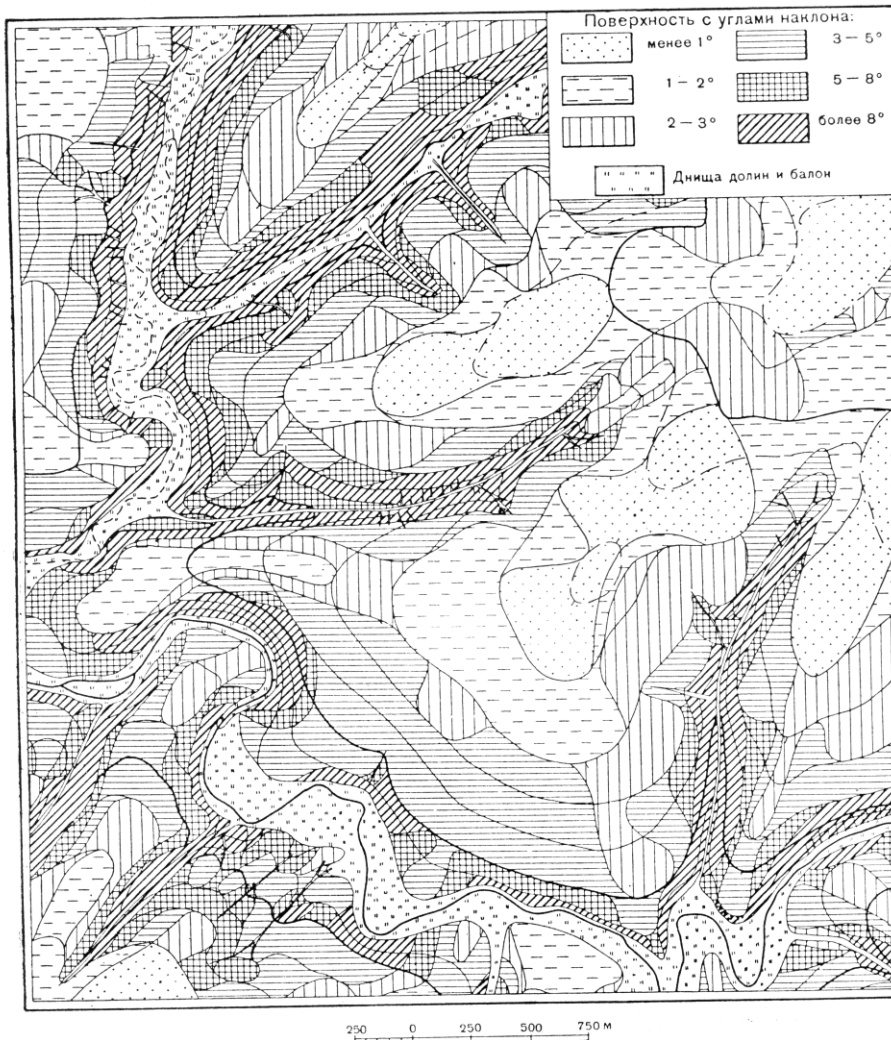 Поверхность с углами наклона:
менее 1° 3 — 5°
1 — 2° 5 — 8°
2 — 3° более 8°
Днища долин и балон
250 0 250 500 750 м